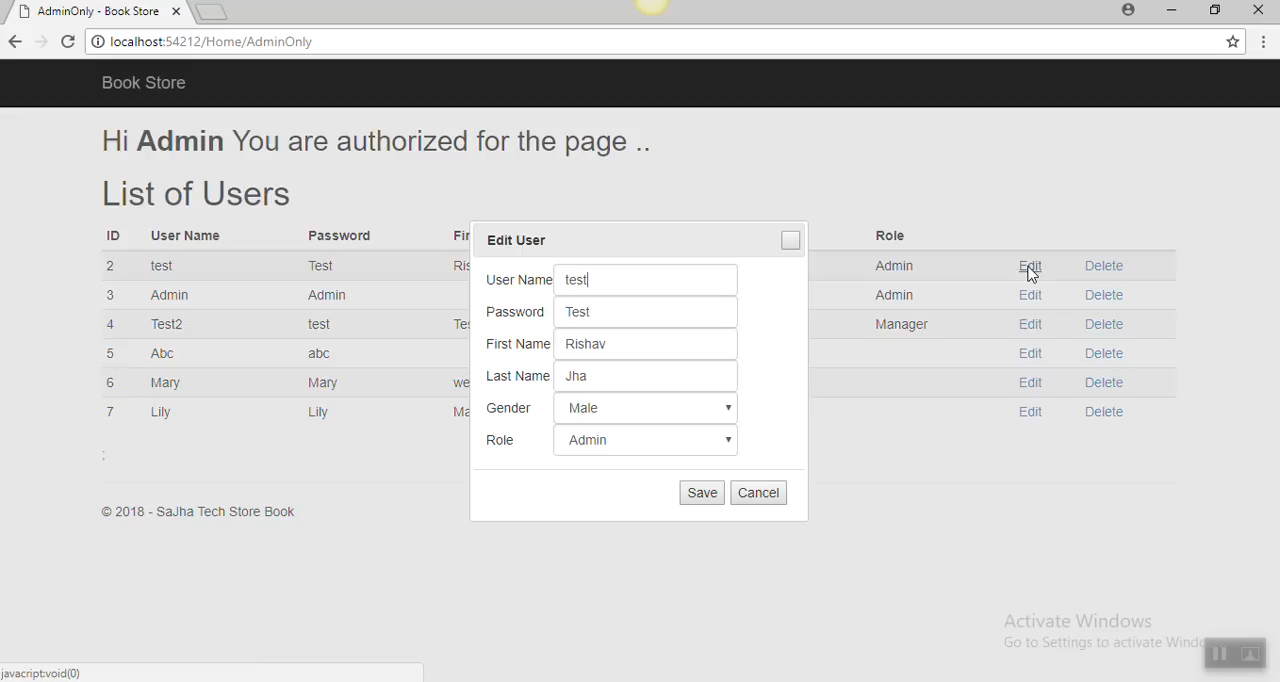 AdminOnly - Book Store
localhost:54212/Home/AdminOnly
Book Store
Hi Admin You are authorized for the page ..
List of Users
ID User Name Password Fir Role
2 test Test Ris Admin Edit Delete
3 Admin Admin Admin Edit Delete
4 Test2 test Tes Manager Edit Delete
5 Abc abc Edit Delete
6 Mary Mary we Edit Delete
7 Lily Lily Ma Edit Delete
;
© 2018 - SaJha Tech Store Book
Edit User
User Name test
Password Test
First Name Rishav
Last Name Jha
Gender Male
Role Admin
Save Cancel
Activate Windows
Go to Settings to activate Windo
javacript:void(0)